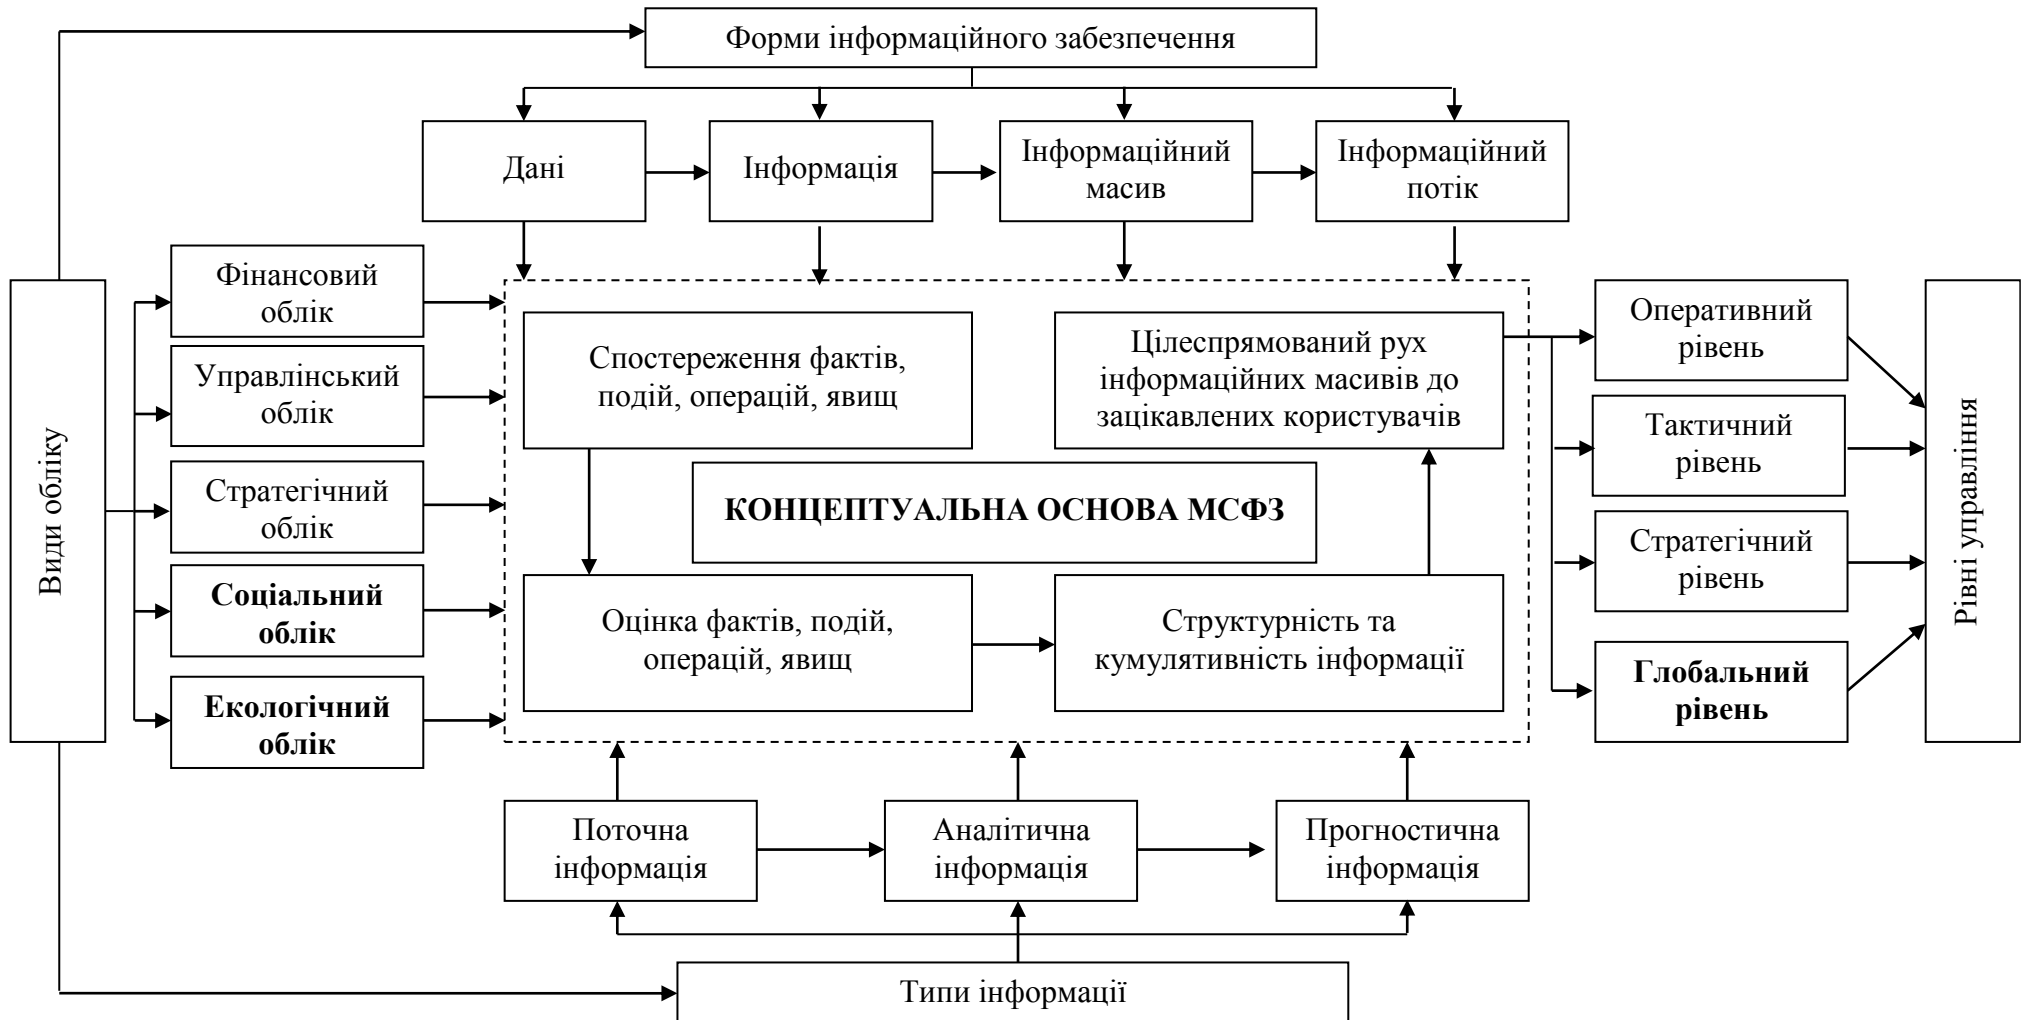 Форми інформаційного забезпечення
Дані
Інформація
Інформаційний
масив
Інформаційний
потік
Види обліку
Фінансовий
облік
Управлінський
облік
Стратегічний
облік
Соціальний
облік
Екологічний
облік
Спостереження фактів,
подій, операцій, явищ
Цілеспрямований рух
інформаційних масивів до
зацікавлених користувачів
КОНЦЕПТУАЛЬНА ОСНОВА МСФЗ
Оцінка фактів, подій,
операцій, явищ
Структурність та
кумулятивність інформації
Оперативний
рівень
Тактичний
рівень
Стратегічний
рівень
Глобальний
рівень
Рівні управління
Поточна
інформація
Аналітична
інформація
Прогностична
інформація
Типи інформації